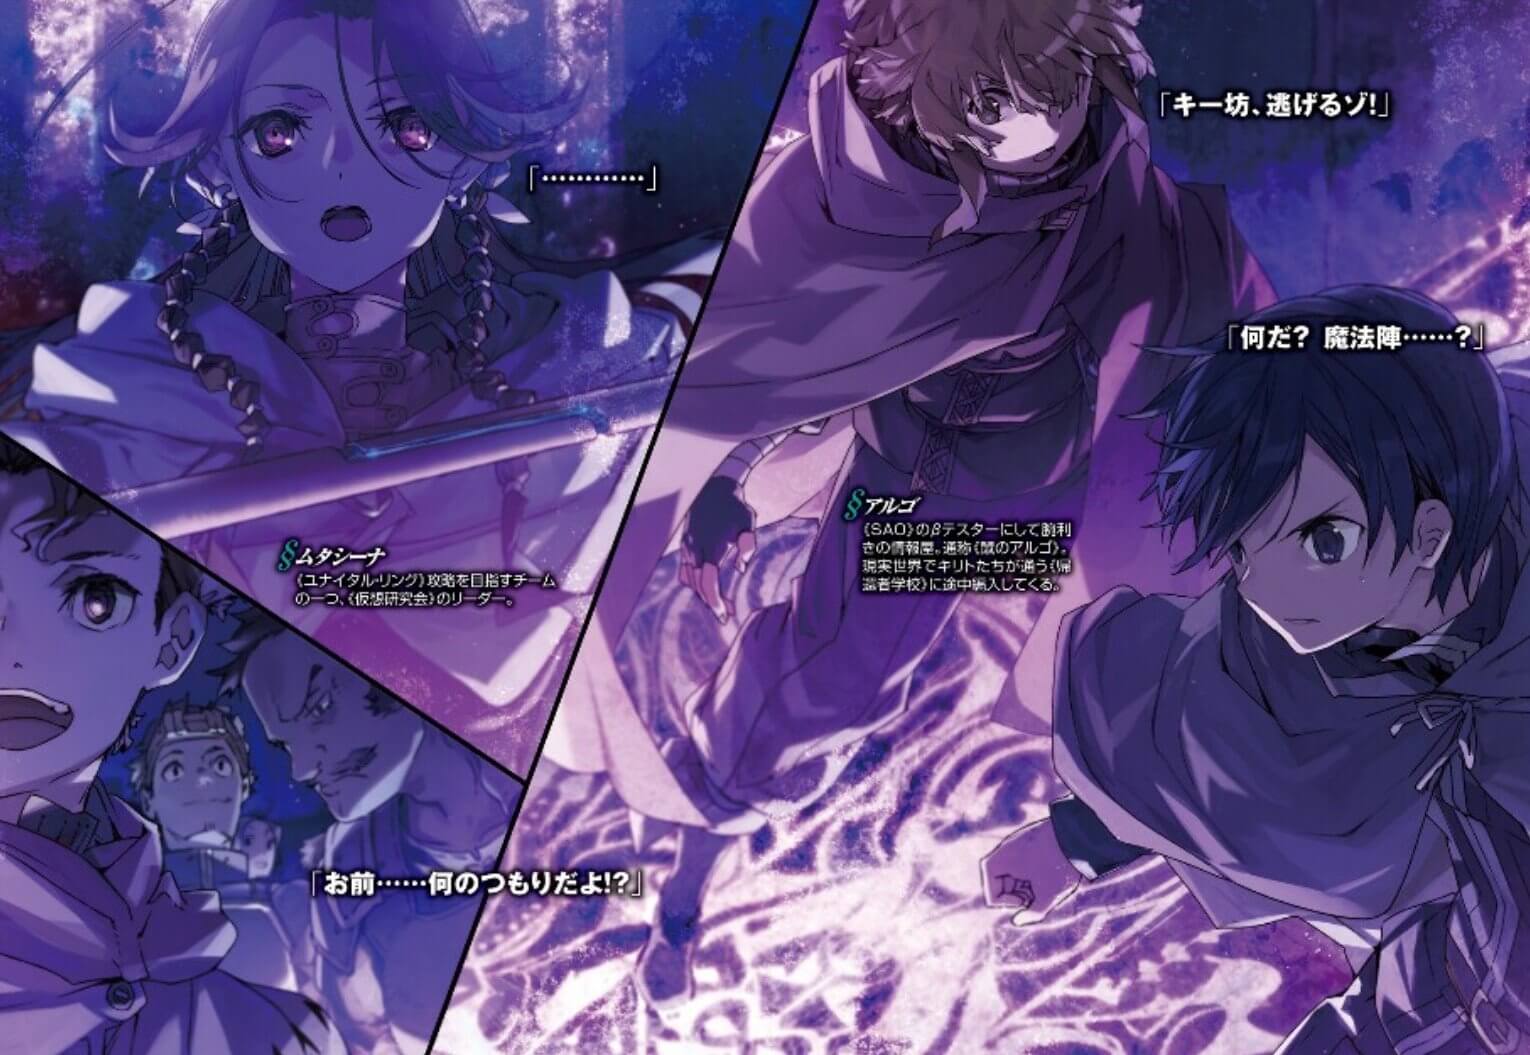 「キー坊、逃げるゾ!」
「何だ? 魔法陣……?」
§アルゴ
《SAO》のβテスターにして腕利
きの情報屋。通称《鼠のアルゴ》。
現実世界でキリトたちが通う《帰
還者学校》に途中編入してくる。
「…………」
§ムタシーナ
《ユナイタル・リング》攻略を目指すチーム
の一つ、《仮想研究会》のリーダー。
「お前……何のつもりだよ!?」